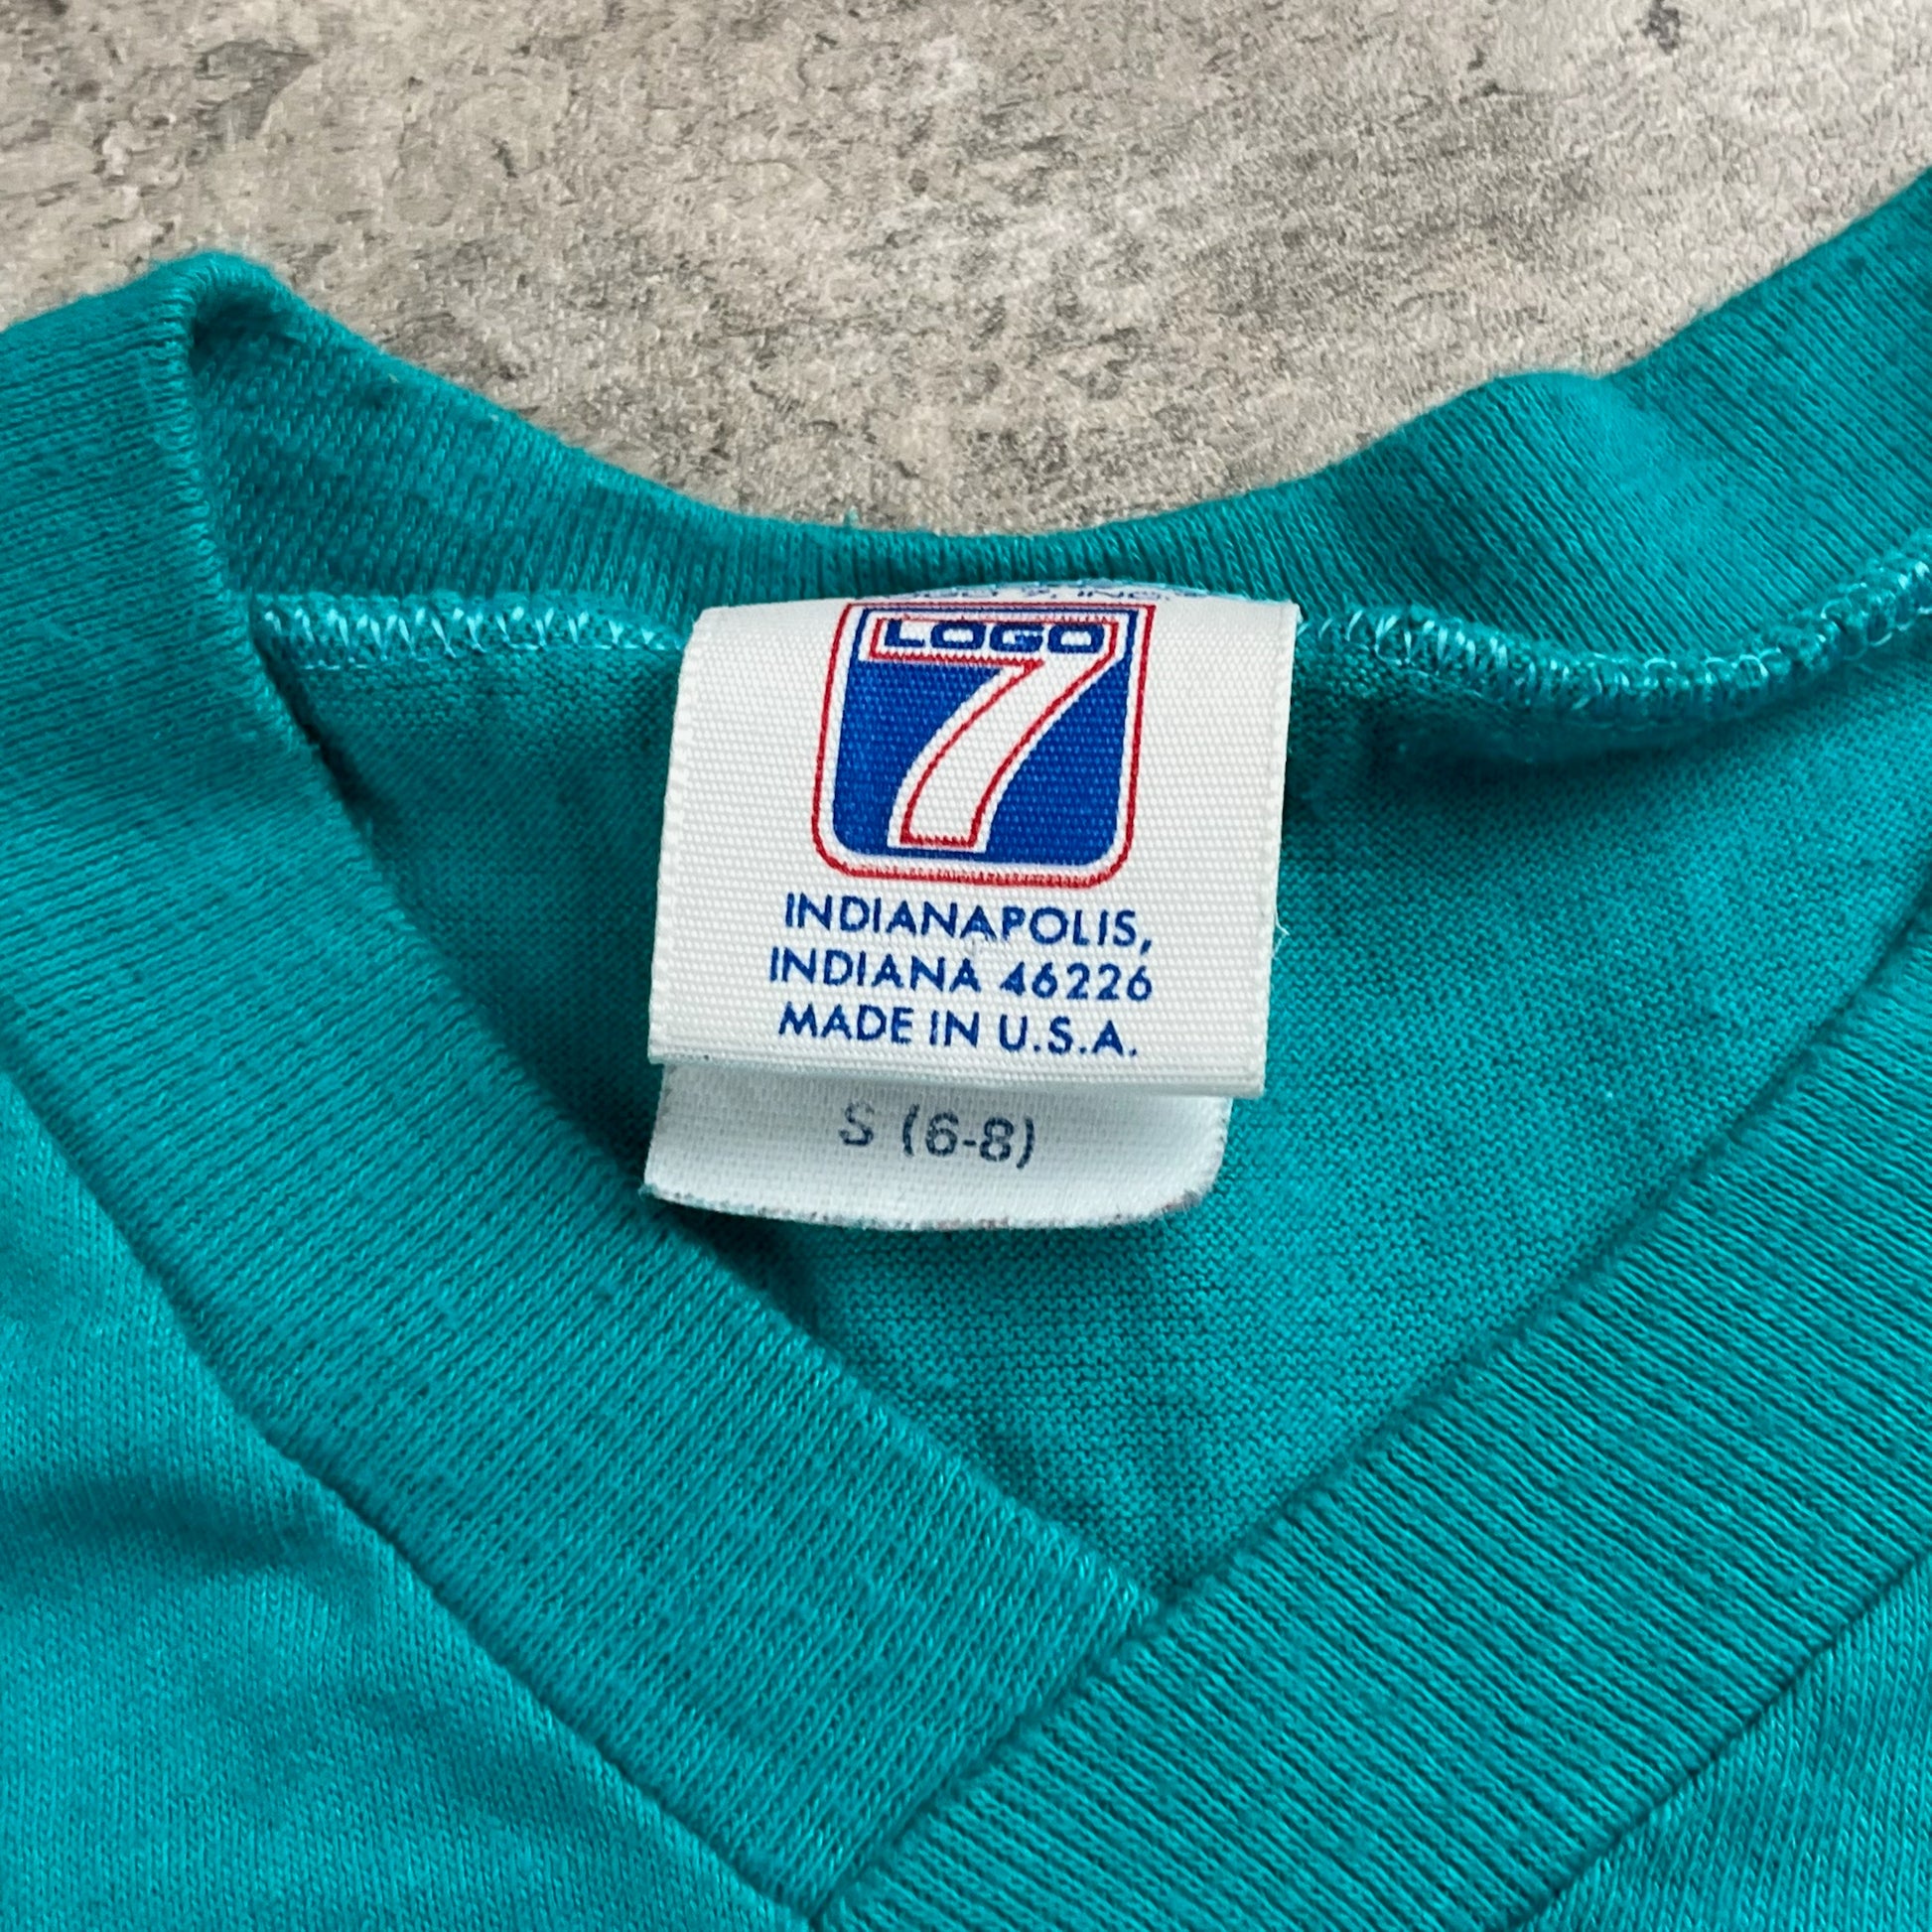 LOGO
7
INDIANAPOLIS,
INDIANA 46226
MADE IN U.S.A.
S (6-8)